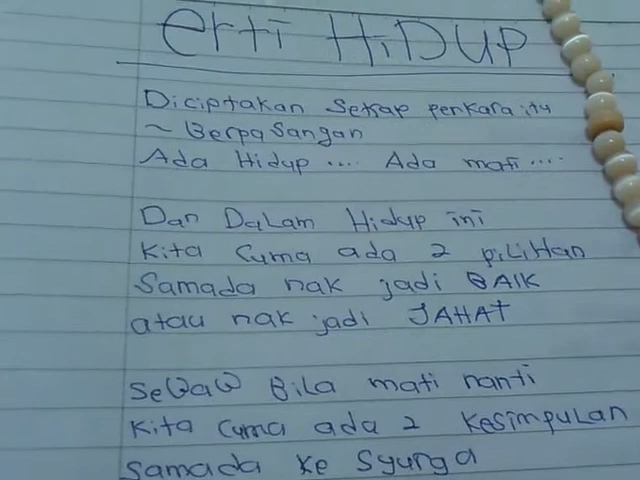 erti HiDUP
Diciptakan Setiap perkara itu
~ Berpasangan
Ada Hidup .... Ada mati ....
Dan Dalam Hidup ini
Kita Cuma ada 2 piLiHan
Samada nak jadi BAIK
atau nak jadi JAHAT
Sebab Bila mati nanti
Kita Cuma ada 2 KesimpuLan
Samada Ke Syurga